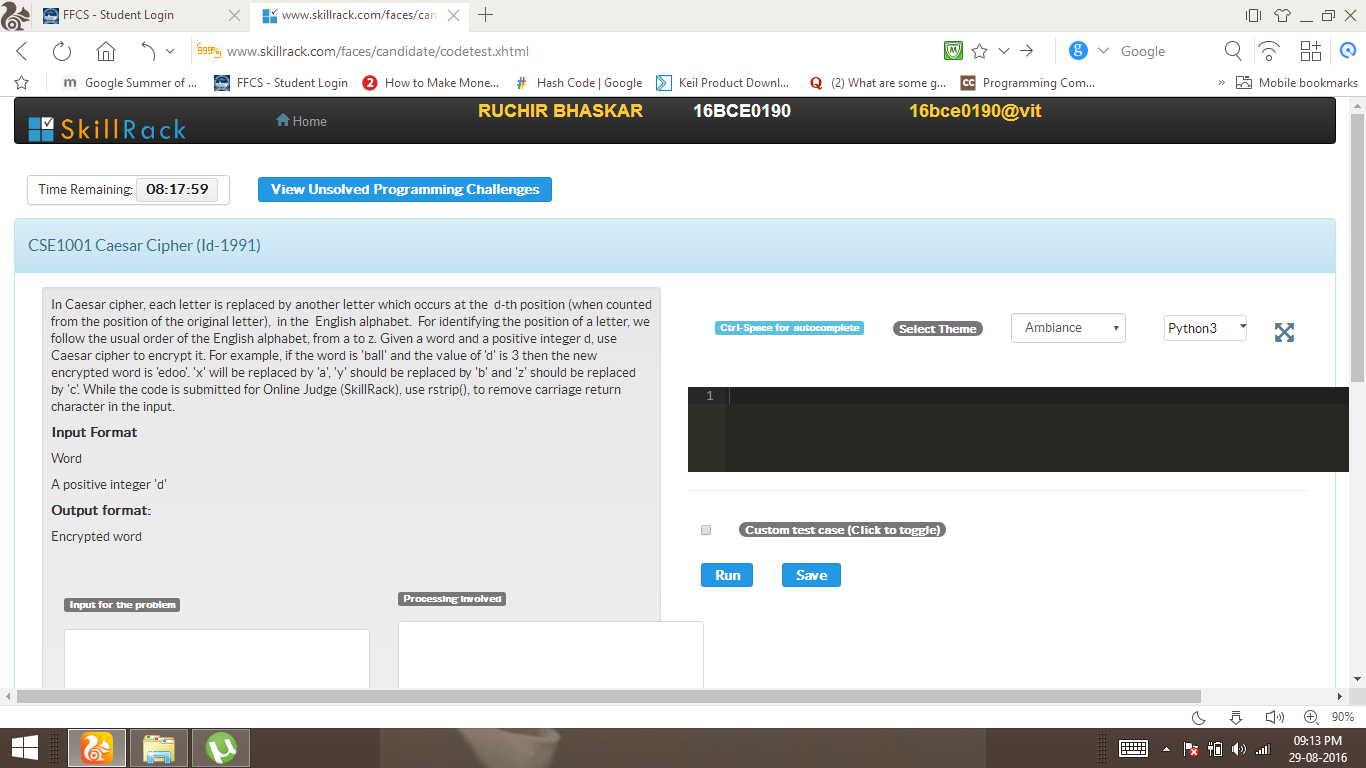 FFCS - Student Login
www.skillrack.com/faces/can
www.skillrack.com/faces/candidate/codetest.xhtml
Google
Google Summer of ...
FFCS - Student Login
How to Make Mone...
Hash Code | Google
Keil Product Downl...
(2) What are some g...
Programming Com...
» Mobile bookmarks
SkillRack
Home
RUCHIR BHASKAR
16BCE0190
16bce0190@vit
Time Remaining: 08:17:59
View Unsolved Programming Challenges
CSE1001 Caesar Cipher (Id-1991)
In Caesar cipher, each letter is replaced by another letter which occurs at the d-th position (when counted
from the position of the original letter), in the English alphabet. For identifying the position of a letter, we
follow the usual order of the English alphabet, from a to z. Given a word and a positive integer d, use
Caesar cipher to encrypt it. For example, if the word is 'ball' and the value of 'd' is 3 then the new
encrypted word is 'edoo'. 'x' will be replaced by 'a', 'y' should be replaced by 'b' and 'z' should be replaced
by 'c'. While the code is submitted for Online Judge (SkillRack), use rstrip(), to remove carriage return
character in the input.
Input Format
Word
A positive integer 'd'
Output format:
Encrypted word
Input for the problem
Processing involved
Ctrl-Space for autocomplete
Select Theme
Ambiance
Python3
1
Custom test case (Click to toggle)
Run
Save
90%
09:13 PM
29-08-2016